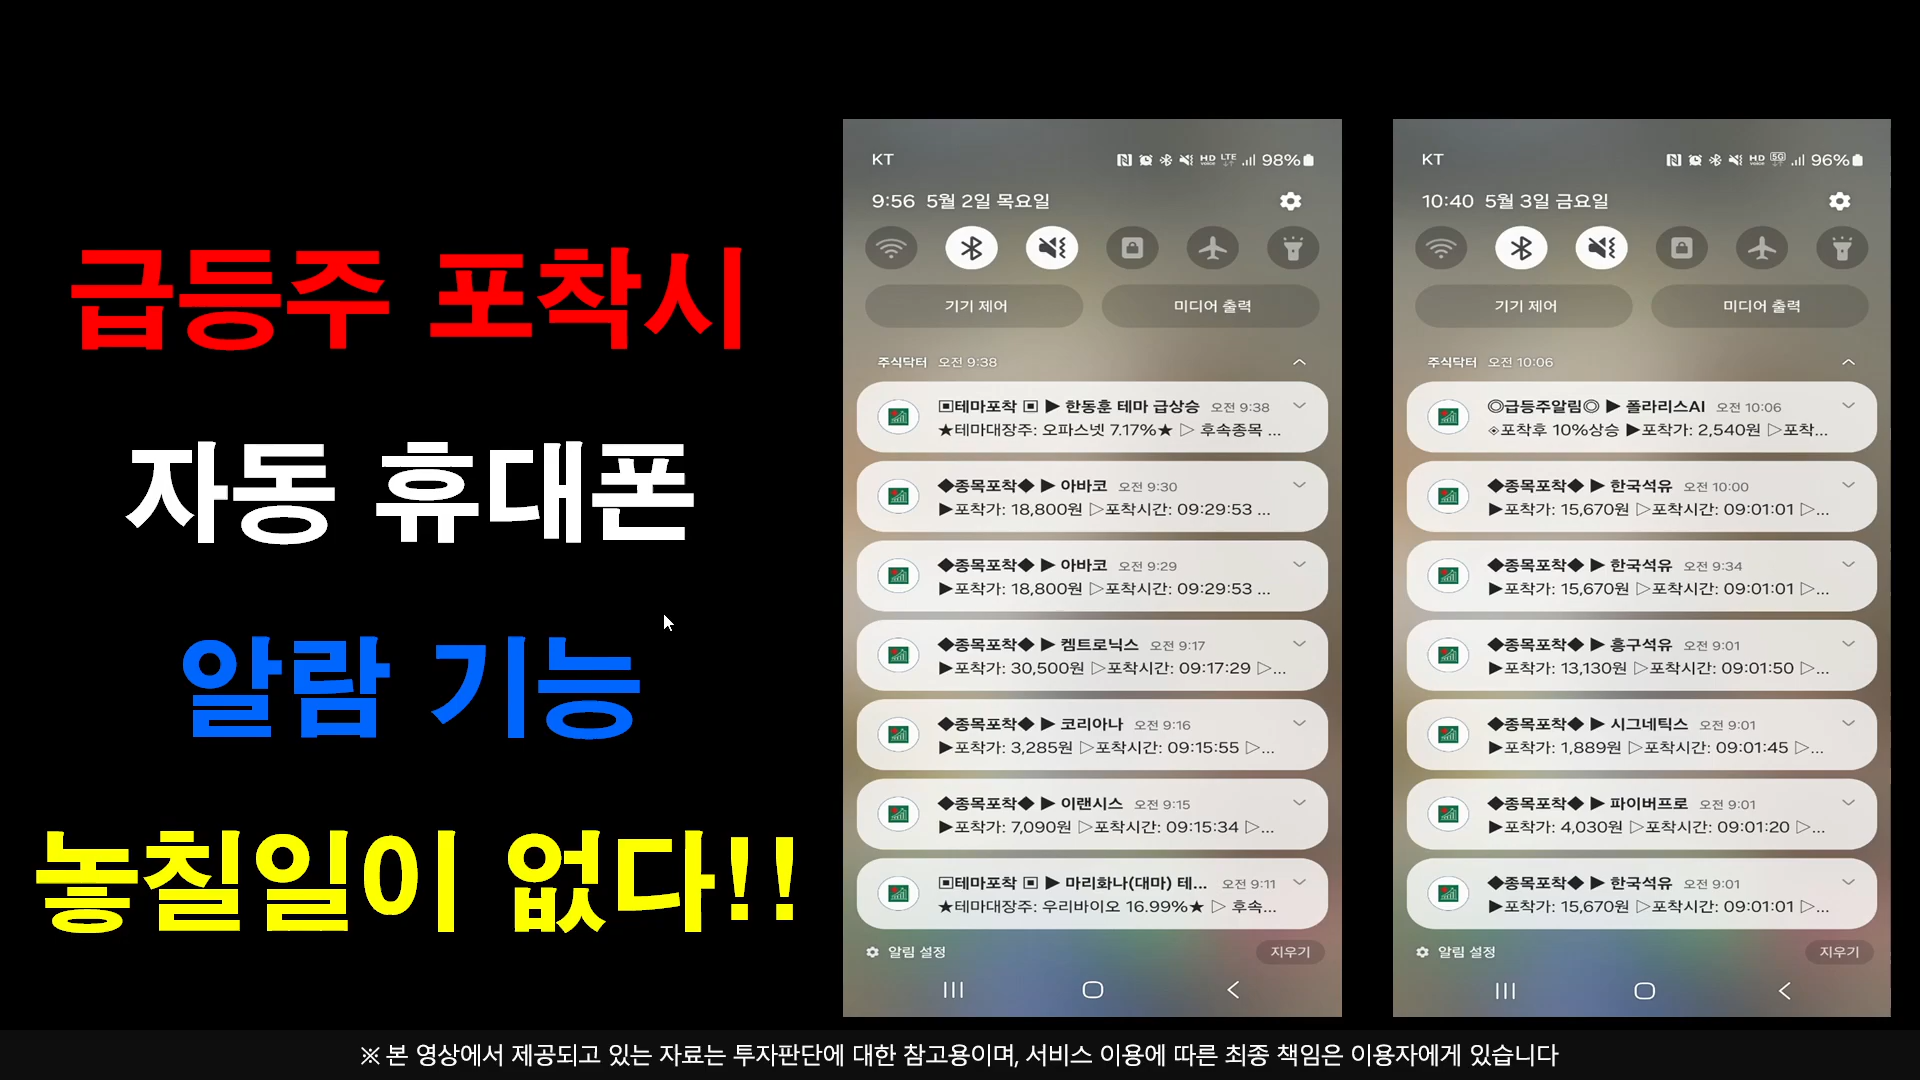 급등주 포착시
자동 휴대폰
알람 기능
놓칠일이 없다!!
KT
HD VOICE LTE 98%
9:56 5월 2일 목요일
기기 제어
미디어 출력
주식닥터 오전 9:38
▣테마포착 ▣ ▶ 한동훈 테마 급상승 오전 9:38
★테마대장주: 오파스넷 7.17%★ ▷ 후속종목 ...
◆종목포착◆ ▶ 아바코 오전 9:30
▶포착가: 18,800원 ▷포착시간: 09:29:53 ...
◆종목포착◆ ▶ 아바코 오전 9:29
▶포착가: 18,800원 ▷포착시간: 09:29:53 ...
◆종목포착◆ ▶ 켐트로닉스 오전 9:17
▶포착가: 30,500원 ▷포착시간: 09:17:29 ▷...
◆종목포착◆ ▶ 코리아나 오전 9:16
▶포착가: 3,285원 ▷포착시간: 09:15:55 ▷...
◆종목포착◆ ▶ 이랜시스 오전 9:15
▶포착가: 7,090원 ▷포착시간: 09:15:34 ▷...
▣테마포착 ▣ ▶ 마리화나(대마) 테... 오전 9:11
★테마대장주: 우리바이오 16.99%★ ▷ 후속...
알림 설정
지우기
KT
HD VOICE 5G 96%
10:40 5월 3일 금요일
기기 제어
미디어 출력
주식닥터 오전 10:06
◎급등주알림◎ ▶ 폴라리스AI 오전 10:06
◈포착후 10%상승 ▶포착가: 2,540원 ▷포착...
◆종목포착◆ ▶ 한국석유 오전 10:00
▶포착가: 15,670원 ▷포착시간: 09:01:01 ▷...
◆종목포착◆ ▶ 한국석유 오전 9:34
▶포착가: 15,670원 ▷포착시간: 09:01:01 ▷...
◆종목포착◆ ▶ 흥구석유 오전 9:01
▶포착가: 13,130원 ▷포착시간: 09:01:50 ▷...
◆종목포착◆ ▶ 시그네틱스 오전 9:01
▶포착가: 1,889원 ▷포착시간: 09:01:45 ▷...
◆종목포착◆ ▶ 파이버프로 오전 9:01
▶포착가: 4,030원 ▷포착시간: 09:01:20 ▷...
◆종목포착◆ ▶ 한국석유 오전 9:01
▶포착가: 15,670원 ▷포착시간: 09:01:01 ▷...
알림 설정
지우기
※ 본 영상에서 제공되고 있는 자료는 투자판단에 대한 참고용이며, 서비스 이용에 따른 최종 책임은 이용자에게 있습니다